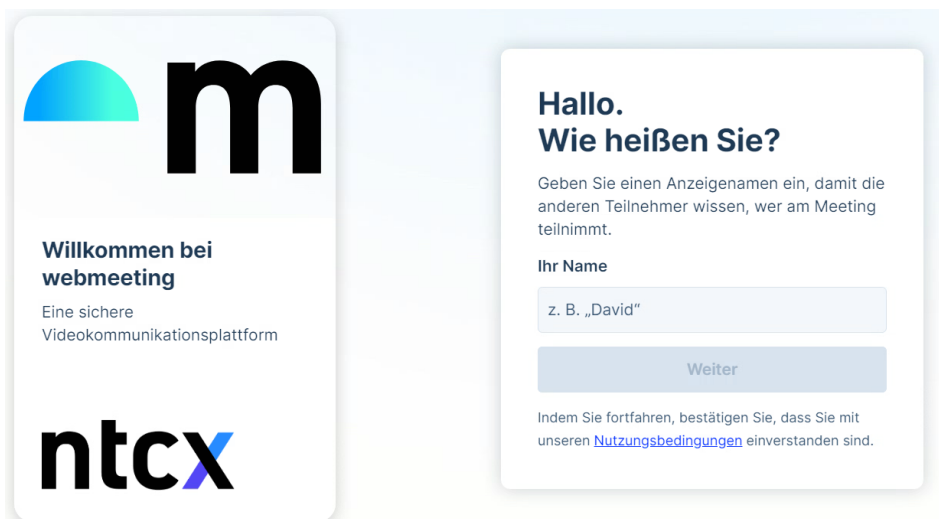 m
Willkommen bei
webmeeting
Eine sichere
Videokommunikationsplattform
ntcx
Hallo.
Wie heißen Sie?
Geben Sie einen Anzeigenamen ein, damit die
anderen Teilnehmer wissen, wer am Meeting
teilnimmt.
Ihr Name
z. B. „David“
Weiter
Indem Sie fortfahren, bestätigen Sie, dass Sie mit
unseren Nutzungsbedingungen einverstanden sind.